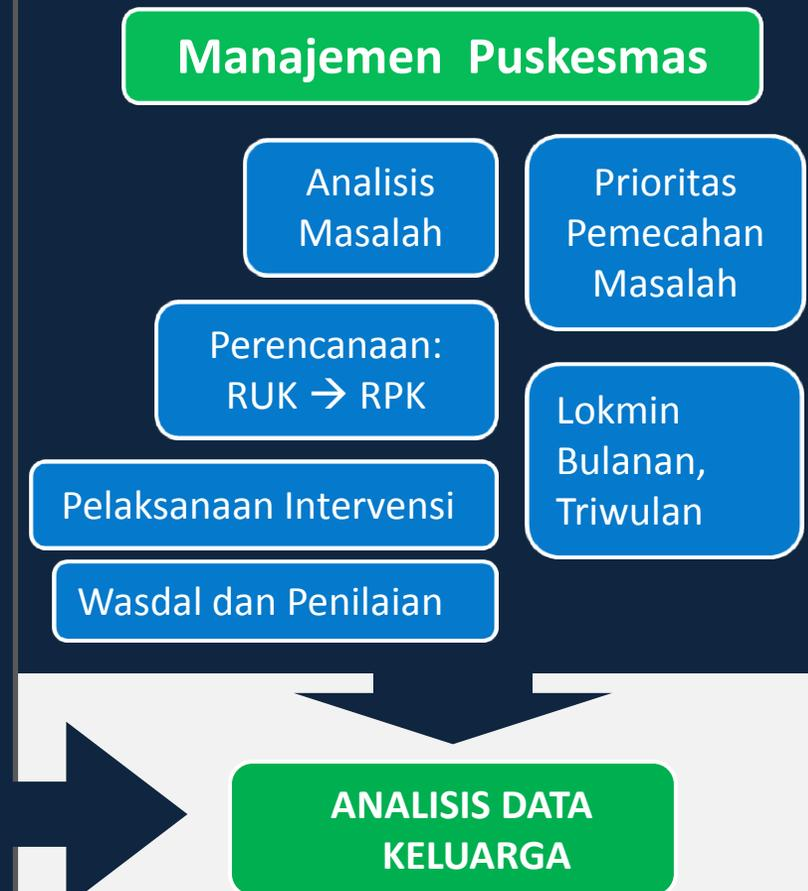 Manajemen Puskesmas
Analisis
Masalah
Prioritas
Pemecahan
Masalah
Perencanaan:
RUK → RPK
Lokmin
Bulanan,
Triwulan
Pelaksanaan Intervensi
Wasdal dan Penilaian
ANALISIS DATA
KELUARGA